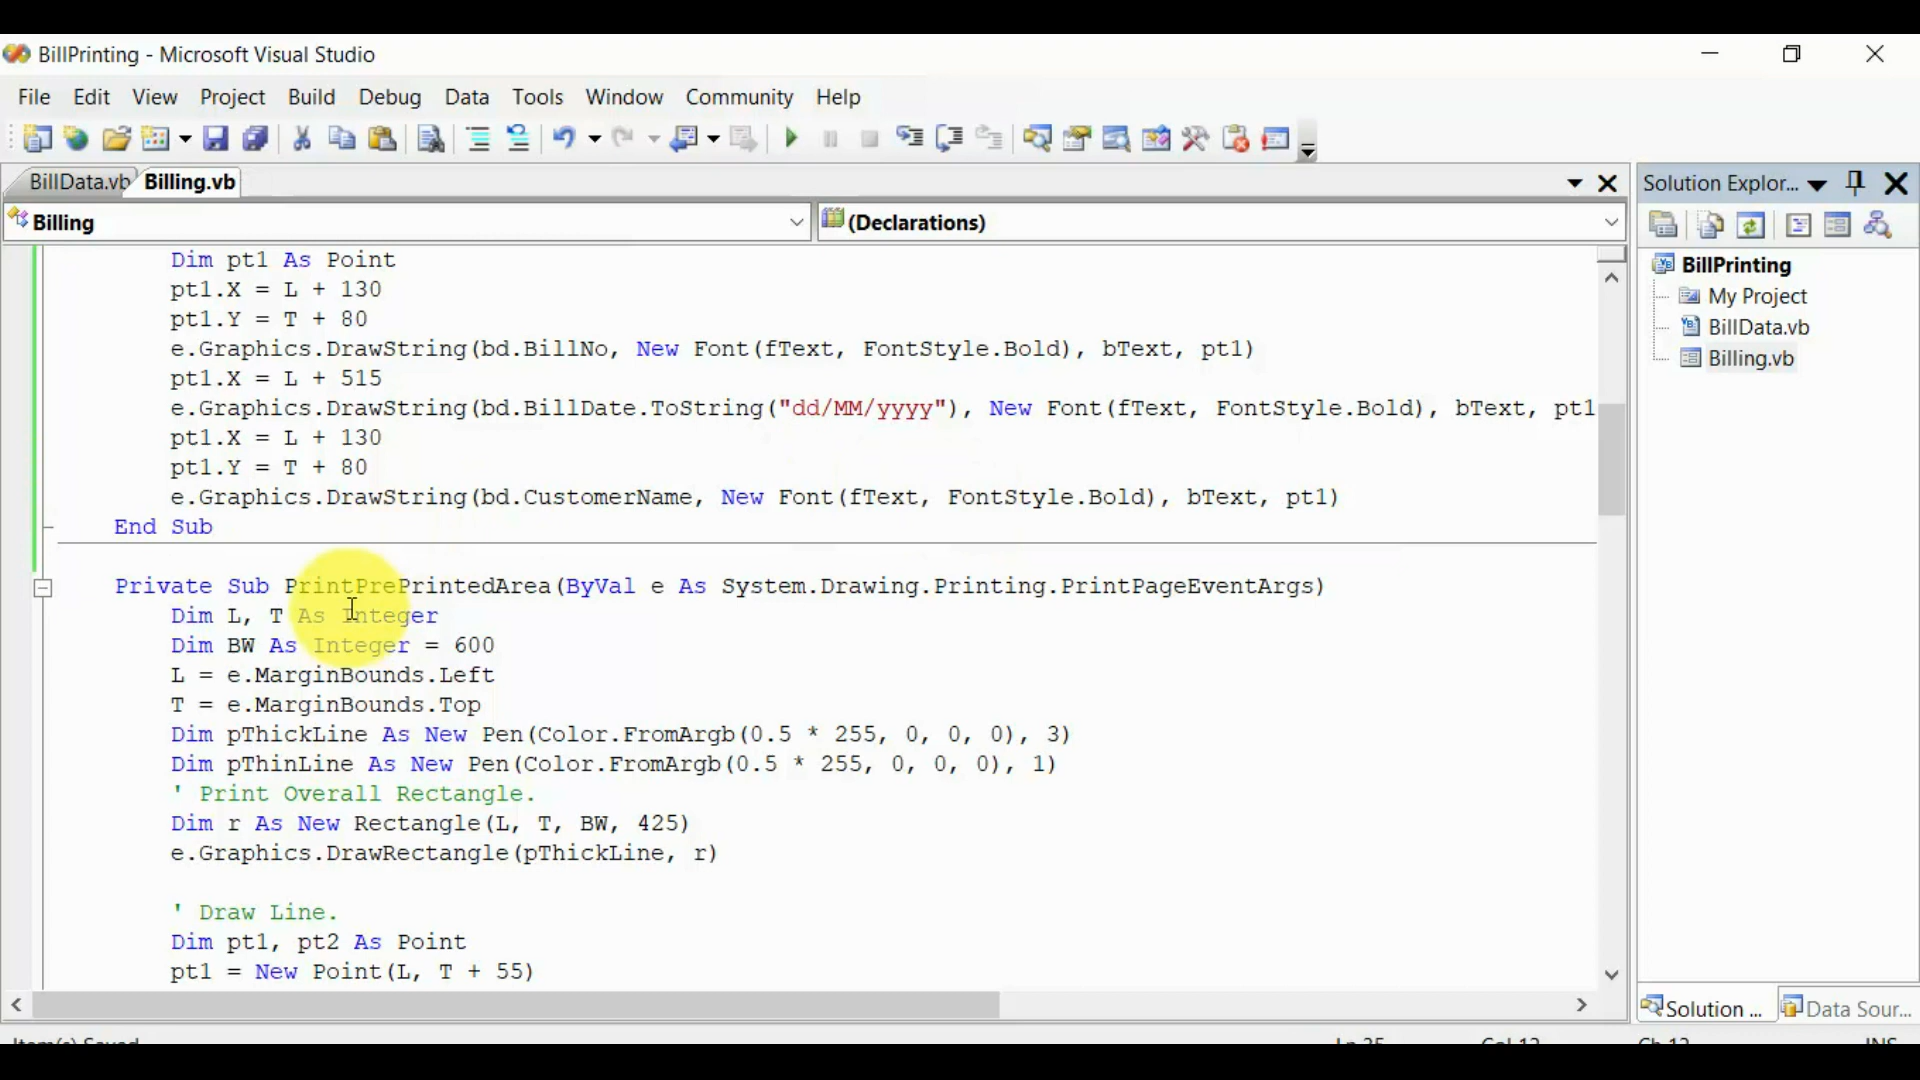 BillPrinting - Microsoft Visual Studio
File Edit View Project Build Debug Data Tools Window Community Help
BillData.vb Billing.vb
Solution Explor...
Billing (Declarations)
Dim pt1 As Point
pt1.X = L + 130
pt1.Y = T + 80
e.Graphics.DrawString(bd.BillNo, New Font(fText, FontStyle.Bold), bText, pt1)
pt1.X = L + 515
e.Graphics.DrawString(bd.BillDate.ToString("dd/MM/yyyy"), New Font(fText, FontStyle.Bold), bText, pt1
pt1.X = L + 130
pt1.Y = T + 80
e.Graphics.DrawString(bd.CustomerName, New Font(fText, FontStyle.Bold), bText, pt1)
End Sub
Private Sub PrintPrePrintedArea(ByVal e As System.Drawing.Printing.PrintPageEventArgs)
Dim L, T As Integer
Dim BW As Integer = 600
L = e.MarginBounds.Left
T = e.MarginBounds.Top
Dim pThickLine As New Pen(Color.FromArgb(0.5 * 255, 0, 0, 0), 3)
Dim pThinLine As New Pen(Color.FromArgb(0.5 * 255, 0, 0, 0), 1)
' Print Overall Rectangle.
Dim r As New Rectangle(L, T, BW, 425)
e.Graphics.DrawRectangle(pThickLine, r)
' Draw Line.
Dim pt1, pt2 As Point
pt1 = New Point(L, T + 55)
BillPrinting
My Project
BillData.vb
Billing.vb
Solution ... Data Sour...